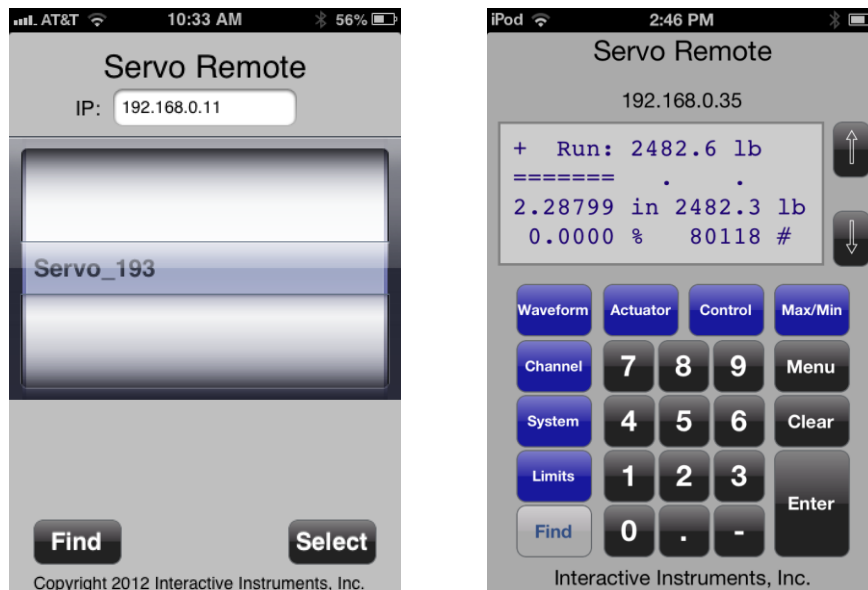 AT&T 10:33 AM 56%
Servo Remote
IP: 192.168.0.11
Servo_193
Find Select
Copyright 2012 Interactive Instruments, Inc.
iPod 2:46 PM
Servo Remote
192.168.0.35
+ Run: 2482.6 lb
======= . .
2.28799 in 2482.3 lb
0.0000 % 80118 #
Waveform Actuator Control Max/Min
Channel 7 8 9 Menu
System 4 5 6 Clear
Limits 1 2 3
Enter
Find 0 . -
Interactive Instruments, Inc.